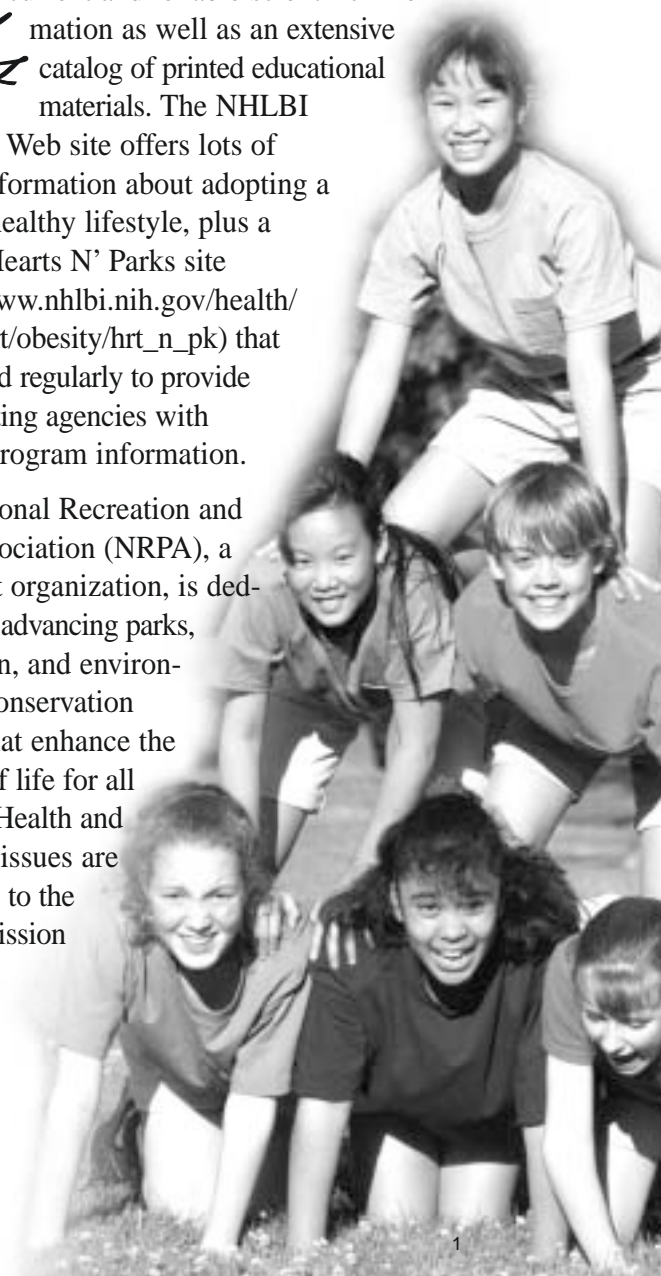 mation as well as an extensive
catalog of printed educational
materials. The NHLBI
Web site offers lots of
formation about adopting a
ealthy lifestyle, plus a
Hearts N' Parks site
ww.nhlbi.nih.gov/health/
t/obesity/hrt_n_pk) that
d regularly to provide
ting agencies with
rogram information.
onal Recreation and
sociation (NRPA), a
t organization, is ded-
advancing parks,
n, and environ-
onservation
at enhance the
f life for all
Health and
issues are
to the
ission
1